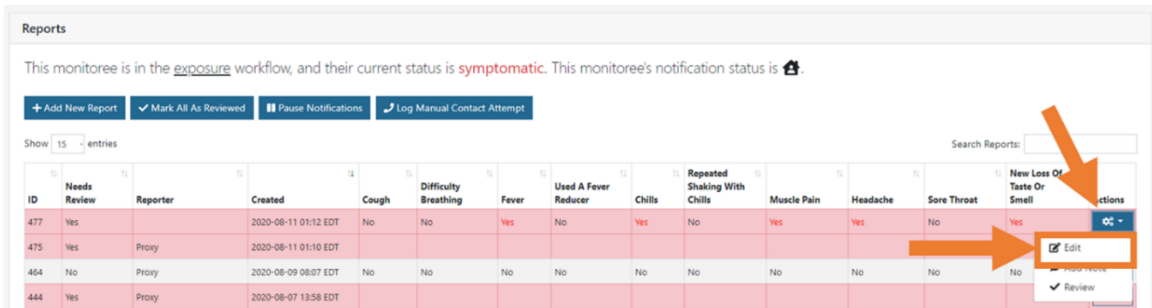 Reports
This monitoree is in the exposure workflow, and their current status is symptomatic. This monitoree's notification status is .
+ Add New Report Mark All As Reviewed Pause Notifications Log Manual Contact Attempt
Show 15 entries Search Reports:
ID Needs Review Reporter Created Cough Difficulty Breathing Fever Used A Fever Reducer Chills Repeated Shaking With Chills Muscle Pain Headache Sore Throat New Loss Of Taste Or Smell
477 Yes 2020-08-11 01:12 EDT No No Yes No Yes No Yes Yes No Yes
475 Yes Proxy 2020-08-11 01:10 EDT
Edit
464 No Proxy 2020-08-09 08:07 EDT No No No No No No No No No No
Add Note
Review
444 Yes Proxy 2020-08-07 13:58 EDT